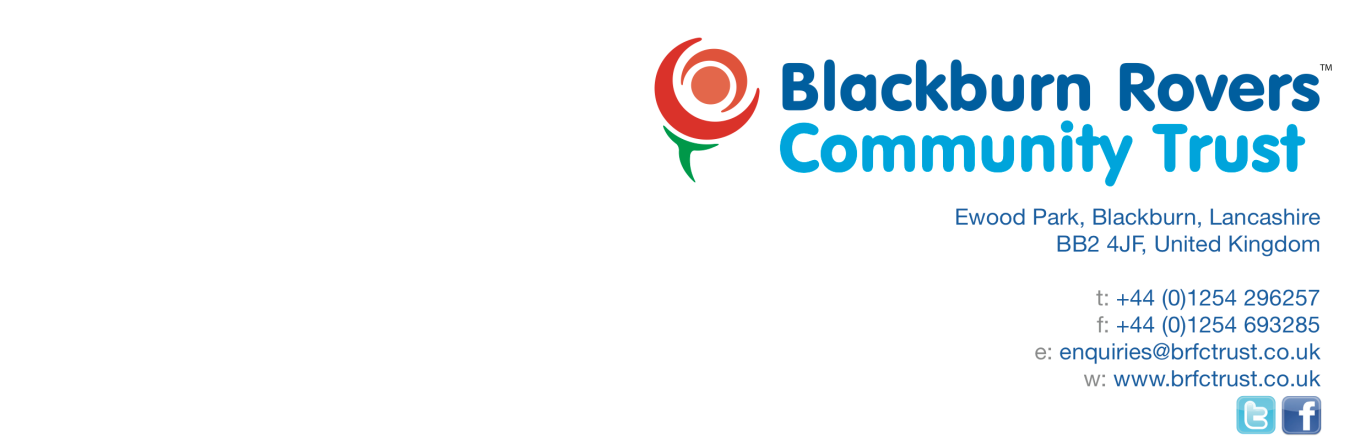 Blackburn Rovers™
Community Trust
Ewood Park, Blackburn, Lancashire
BB2 4JF, United Kingdom
t: +44 (0)1254 296257
f: +44 (0)1254 693285
e: enquiries@brfctrust.co.uk
w: www.brfctrust.co.uk